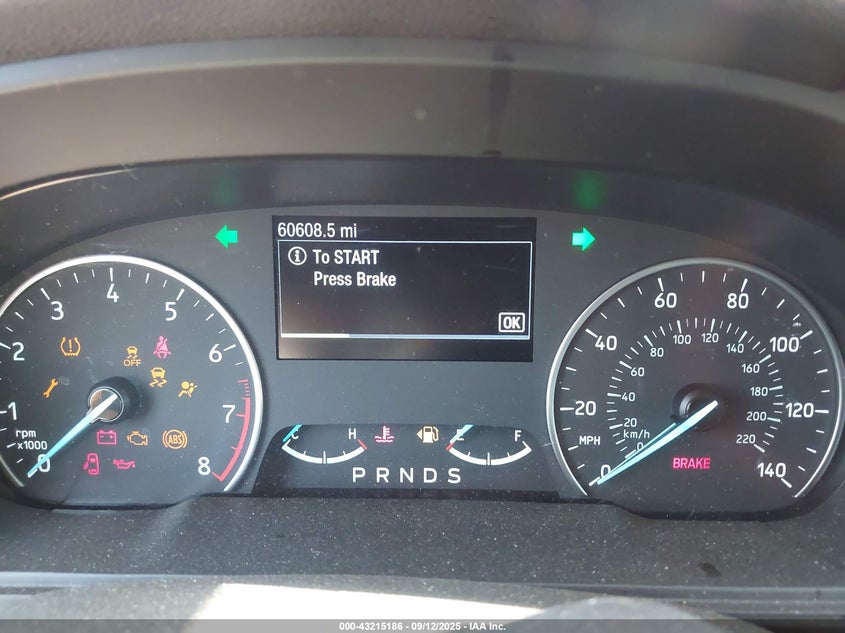 60608.5 mi
To START
Press Brake
OK
0
1
2
3
4
5
6
7
8
rpm
x1000
OFF
ABS
C
H
E
F
P R N D S
0
20
40
60
80
100
120
140
MPH
km/h
0
20
40
60
80
100
120
140
160
180
200
220
BRAKE
000-43215186 - 09/12/2025 - IAA Inc.